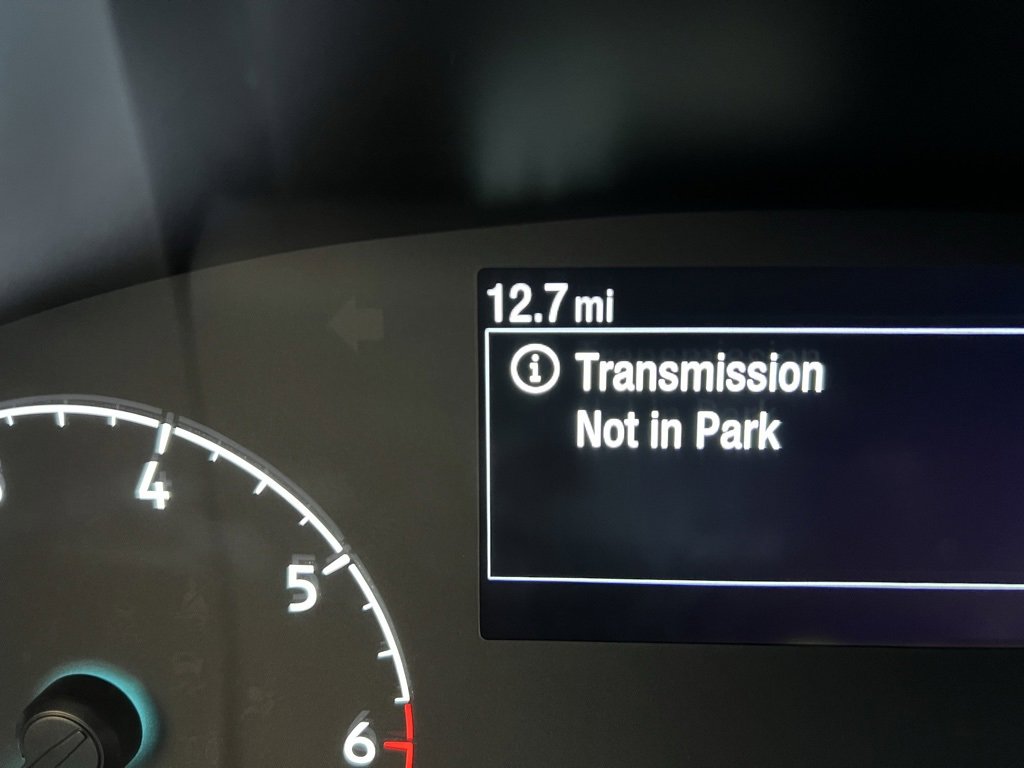 12.7 mi
Transmission
Not in Park
4
5
6